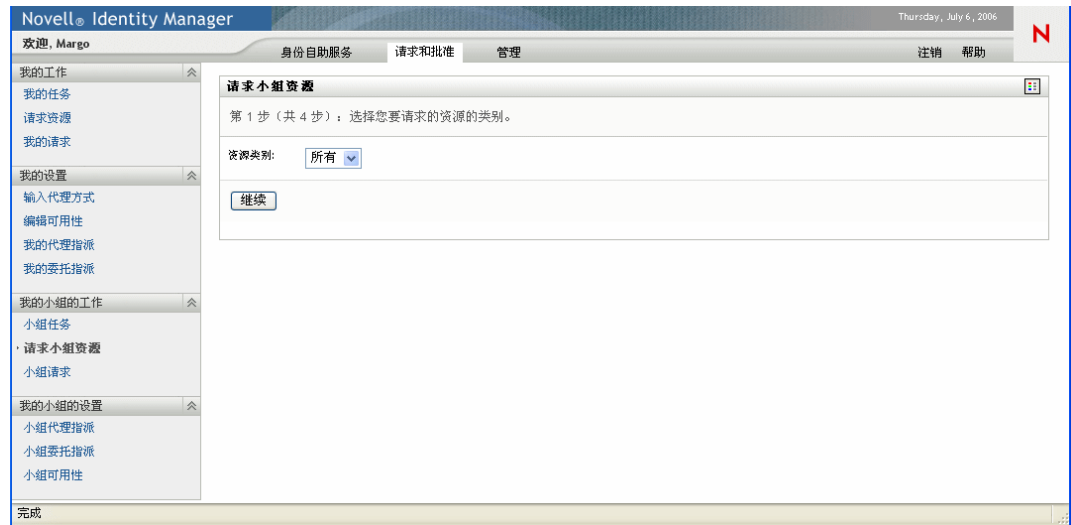 Novell® Identity Manager
Thursday, July 6, 2006
N
欢迎, Margo
身份自助服务 请求和批准 管理 注销 帮助
我的工作
我的任务
请求资源
我的请求
我的设置
输入代理方式
编辑可用性
我的代理指派
我的委托指派
我的小组的工作
小组任务
· 请求小组资源
小组请求
我的小组的设置
小组代理指派
小组委托指派
小组可用性
请求小组资源
第 1 步（共 4 步）：选择您要请求的资源的类别。
资源类别: 所有
继续
完成